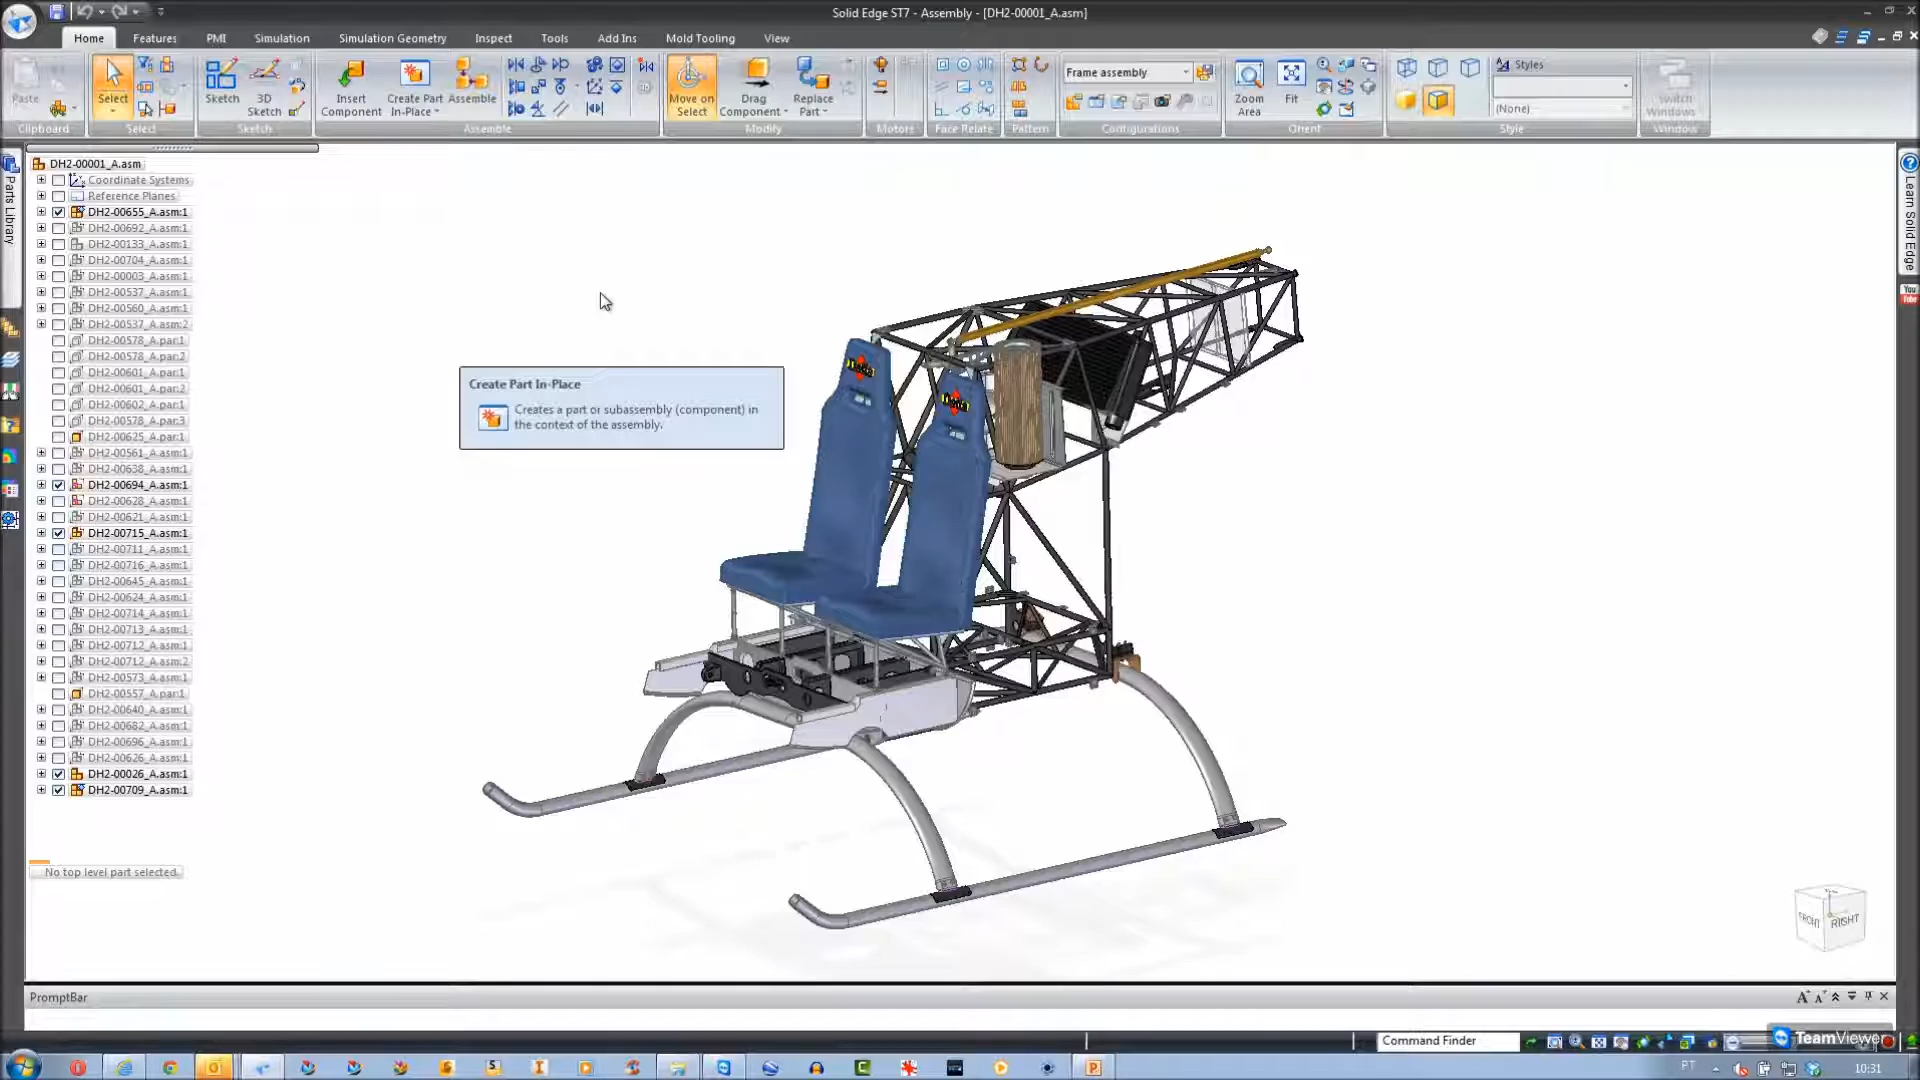 Solid Edge ST7 - Assembly - [DH2-00001_A.asm]
Home Features PMI Simulation Simulation Geometry Inspect Tools Add Ins Mold Tooling View
Paste
Clipboard
Select
Select
Sketch
3D Sketch
Sketch
Insert Component
Create Part In-Place
Assemble
Assemble
Move on Select
Drag Component
Replace Part
Modify
Motors
Face Relate
Pattern
Frame assembly
Configurations
Zoom Area
Fit
Orient
Styles
(None)
Style
Switch Windows
Window
Parts Library
Learn Solid Edge
You Tube
DH2-00001_A.asm
Coordinate Systems
Reference Planes
DH2-00655_A.asm:1
DH2-00692_A.asm:1
DH2-00133_A.asm:1
DH2-00704_A.asm:1
DH2-00003_A.asm:1
DH2-00537_A.asm:1
DH2-00560_A.asm:1
DH2-00537_A.asm:2
DH2-00578_A.par:1
DH2-00578_A.par:2
DH2-00601_A.par:1
DH2-00601_A.par:2
DH2-00602_A.par:1
DH2-00578_A.par:3
DH2-00625_A.par:1
DH2-00561_A.asm:1
DH2-00638_A.asm:1
DH2-00694_A.asm:1
DH2-00628_A.asm:1
DH2-00621_A.asm:1
DH2-00715_A.asm:1
DH2-00711_A.asm:1
DH2-00716_A.asm:1
DH2-00645_A.asm:1
DH2-00624_A.asm:1
DH2-00714_A.asm:1
DH2-00713_A.asm:1
DH2-00712_A.asm:1
DH2-00712_A.asm:2
DH2-00573_A.asm:1
DH2-00557_A.par:1
DH2-00640_A.asm:1
DH2-00682_A.asm:1
DH2-00696_A.asm:1
DH2-00626_A.asm:1
DH2-00026_A.asm:1
DH2-00709_A.asm:1
No top level part selected.
Create Part In-Place
Creates a part or subassembly (component) in
the context of the assembly.
FRONT
RIGHT
PromptBar
Command Finder
TeamViewer
PT
10:31